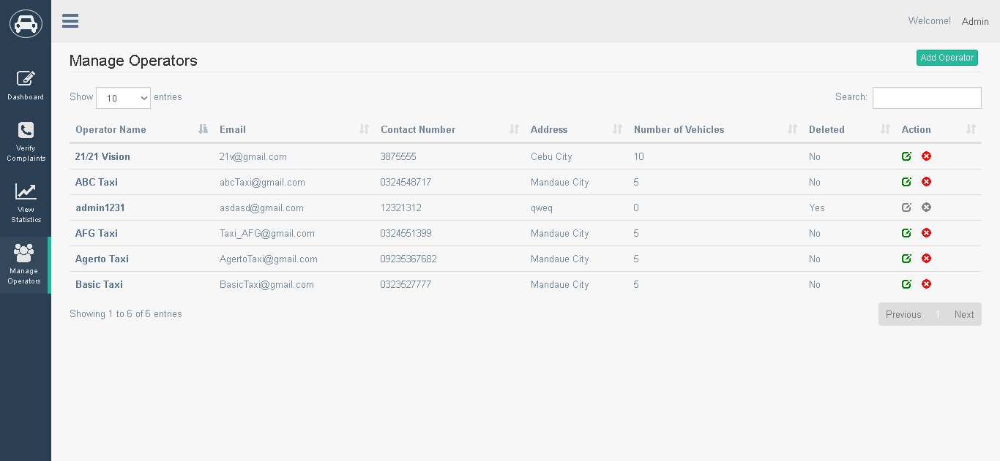 Welcome! Admin
Dashboard
Verify
Complaints
View
Statistics
Manage
Operators
Manage Operators
Add Operator
Show 10 entries
Search:
Operator Name Email Contact Number Address Number of Vehicles Deleted Action
21/21 Vision 21v@gmail.com 3875555 Cebu City 10 No
ABC Taxi abcTaxi@gmail.com 0324548717 Mandaue City 5 No
admin1231 asdasd@gmail.com 12321312 qweq 0 Yes
AFG Taxi Taxi_AFG@gmail.com 0324551399 Mandaue City 5 No
Agerto Taxi AgertoTaxi@gmail.com 09235367682 Mandaue City 5 No
Basic Taxi BasicTaxi@gmail.com 0323527777 Mandaue City 5 No
Showing 1 to 6 of 6 entries
Previous 1 Next